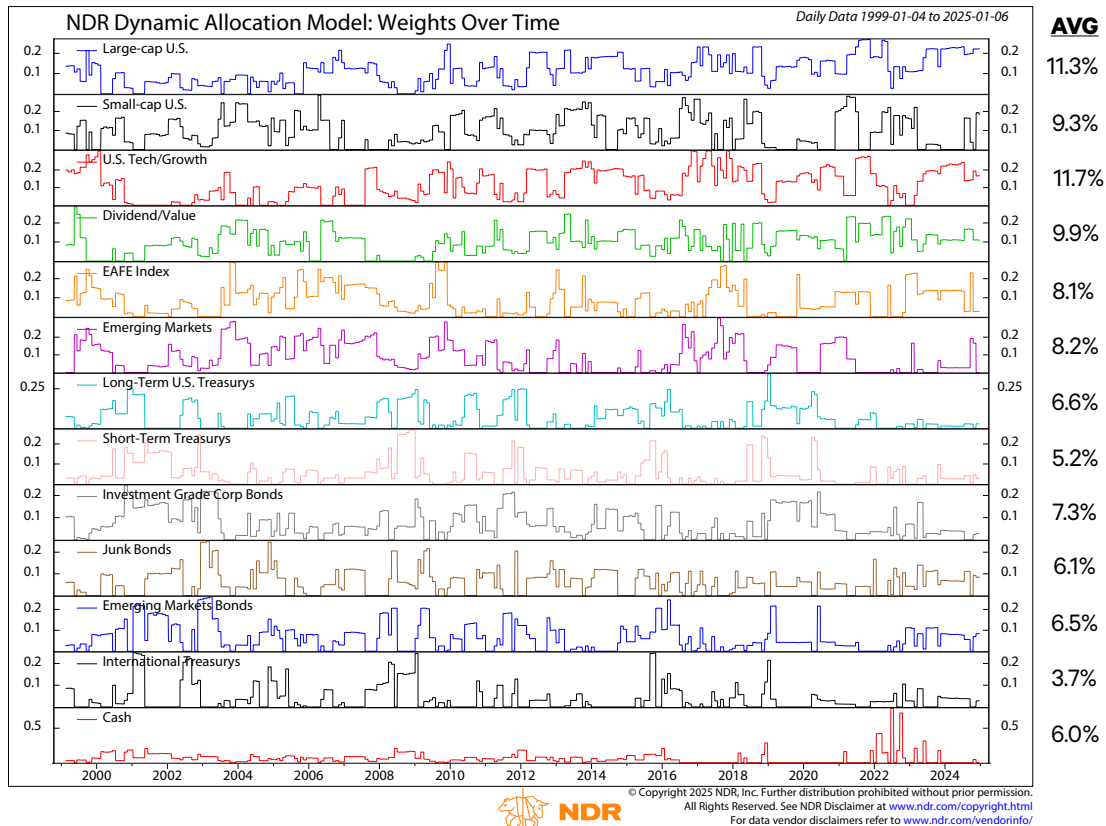 NDR Dynamic Allocation Model: Weights Over Time
Daily Data 1999-01-04 to 2025-01-06
AVG
0.2 Large-cap U.S. 0.2
0.1 0.1
11.3%
Small-cap U.S.
0.2 0.2
0.1 0.1
9.3%
U.S. Tech/Growth
0.2 0.2
0.1 0.1
11.7%
0.2 Dividend/Value 0.2
0.1 0.1
9.9%
EAFE Index
0.2 0.2
0.1 0.1
8.1%
Emerging Markets
0.2 0.2
0.1 0.1
8.2%
0.25 Long-Term U.S. Treasurys 0.25
6.6%
Short-Term Treasurys
0.2 0.2
0.1 0.1
5.2%
0.2 Investment Grade Corp Bonds 0.2
0.1 0.1
7.3%
Junk Bonds
0.2 0.2
0.1 0.1
6.1%
0.2 Emerging Markets Bonds 0.2
0.1 0.1
6.5%
International Treasurys
0.2 0.2
0.1 0.1
3.7%
Cash
0.5 0.5
6.0%
2000 2002 2004 2006 2008 2010 2012 2014 2016 2018 2020 2022 2024
NDR
© Copyright 2025 NDR, Inc. Further distribution prohibited without prior permission.
All Rights Reserved. See NDR Disclaimer at www.ndr.com/copyright.html
For data vendor disclaimers refer to www.ndr.com/vendorinfo/